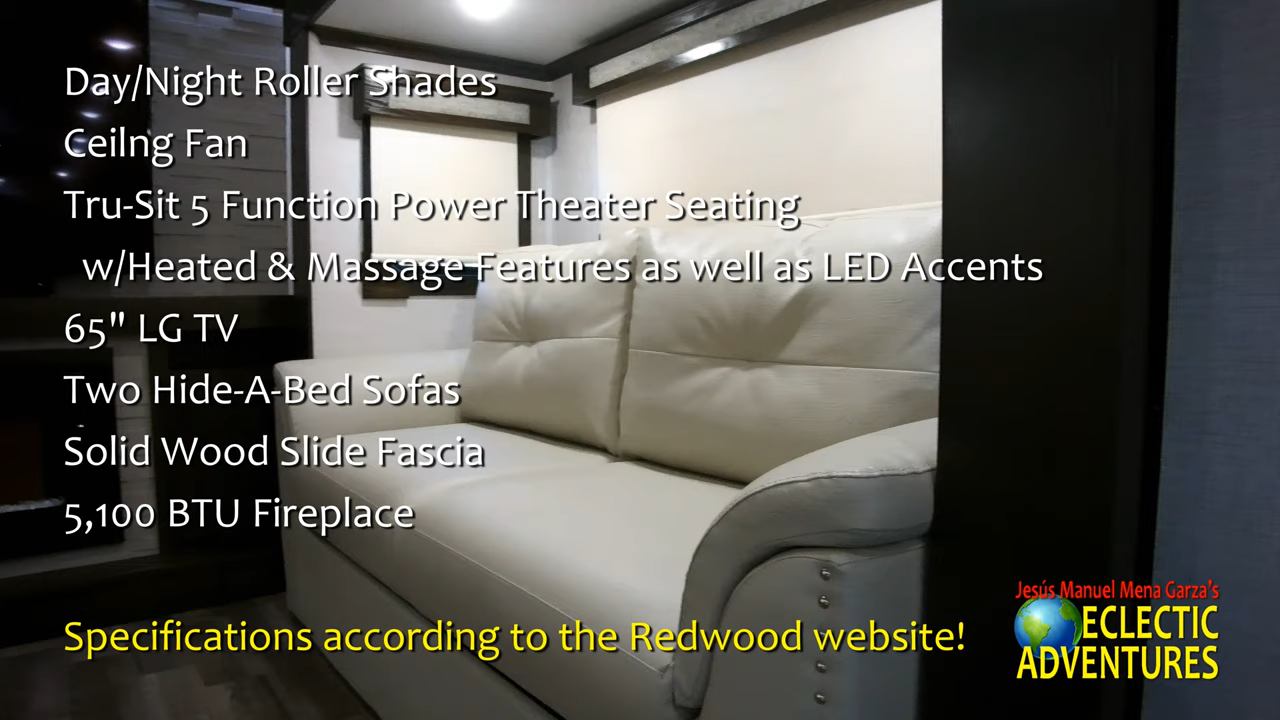 Day/Night Roller Shades
Ceilng Fan
Tru-Sit 5 Function Power Theater Seating
w/Heated & Massage Features as well as LED Accents
65" LG TV
Two Hide-A-Bed Sofas
Solid Wood Slide Fascia
5,100 BTU Fireplace
Specifications according to the Redwood website!
Jesús Manuel Mena Garza's
ECLECTIC
ADVENTURES